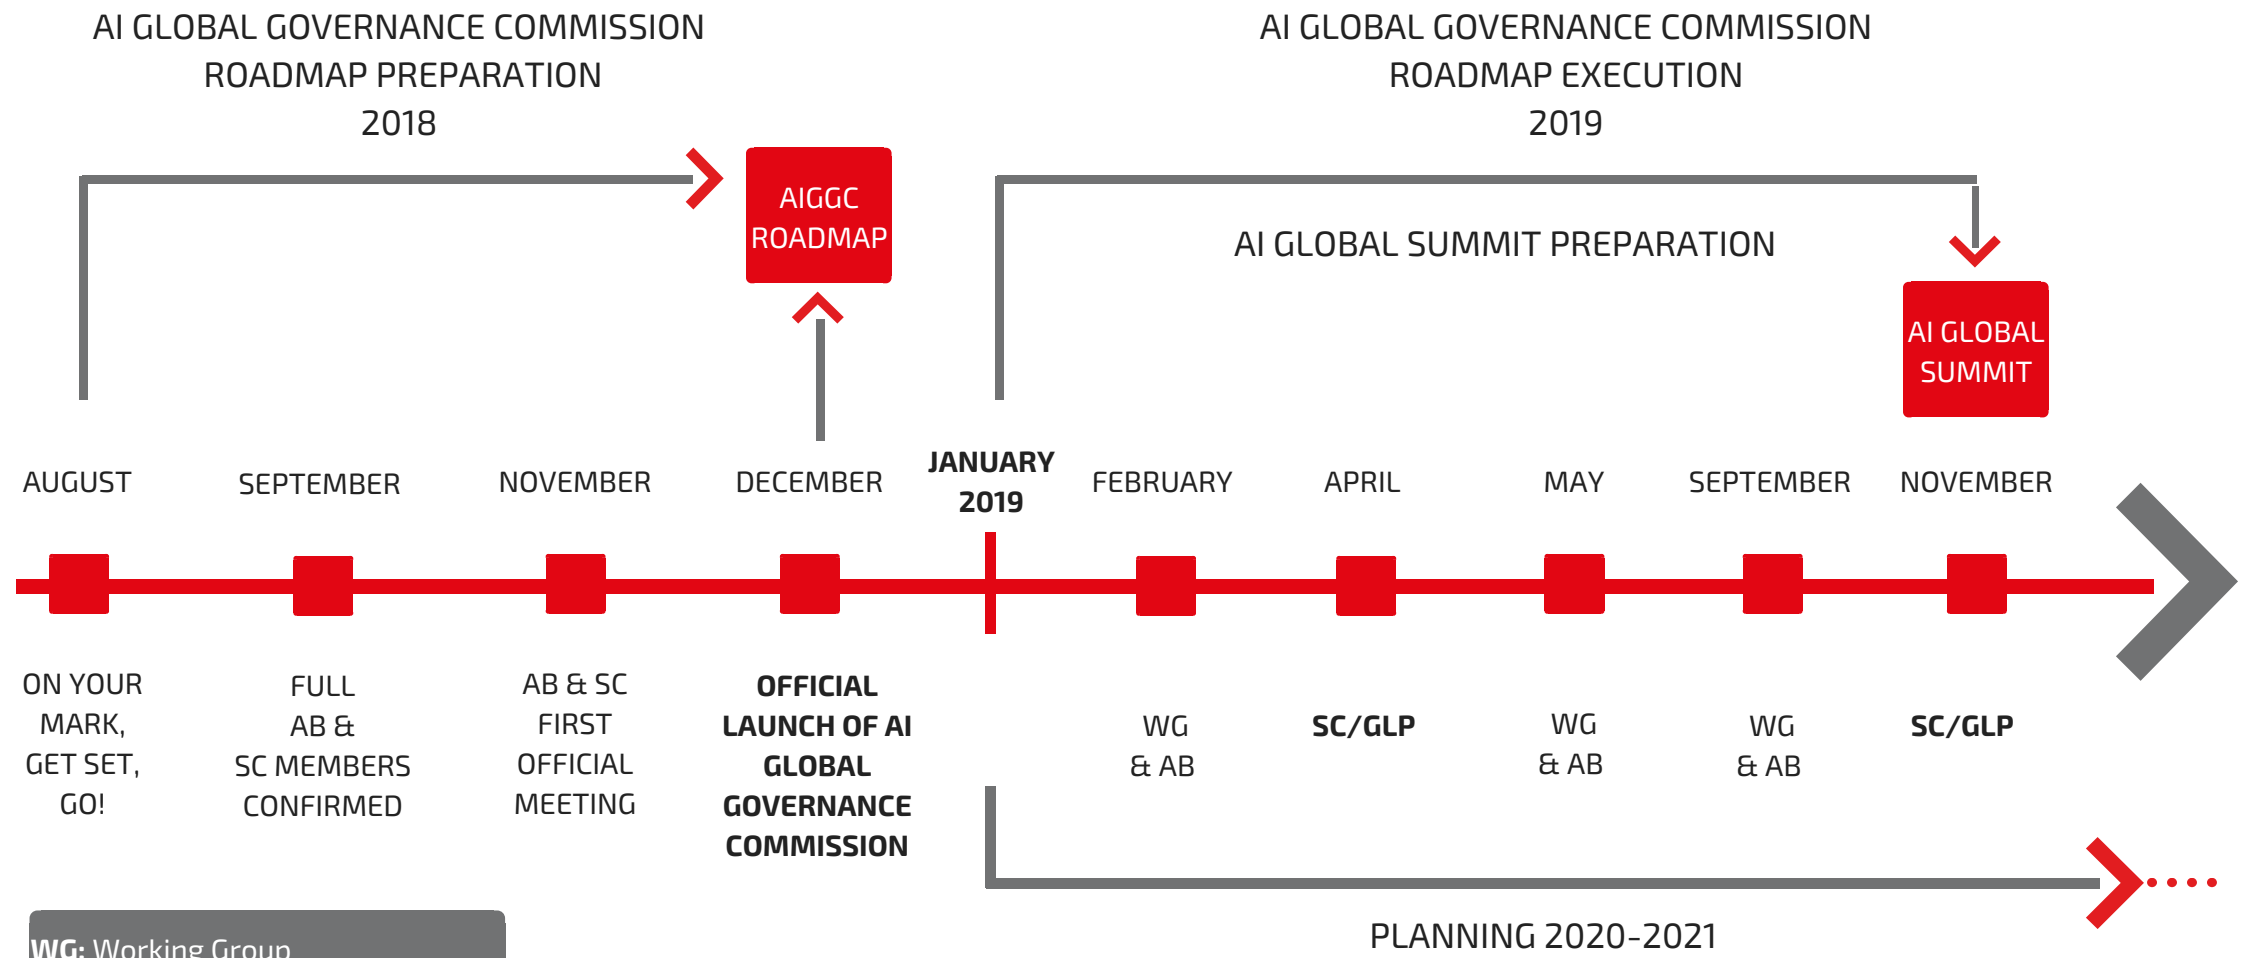 AI GLOBAL GOVERNANCE COMMISSION
ROADMAP PREPARATION
2018
AI GLOBAL GOVERNANCE COMMISSION
ROADMAP EXECUTION
2019
AIGGC
ROADMAP
AI GLOBAL SUMMIT PREPARATION
AI GLOBAL
SUMMIT
AUGUST
SEPTEMBER
NOVEMBER
DECEMBER
JANUARY
2019
FEBRUARY
APRIL
MAY
SEPTEMBER
NOVEMBER
ON YOUR
MARK,
GET SET,
GO!
FULL
AB &
SC MEMBERS
CONFIRMED
AB & SC
FIRST
OFFICIAL
MEETING
OFFICIAL
LAUNCH OF AI
GLOBAL
GOVERNANCE
COMMISSION
WG
& AB
SC/GLP
WG
& AB
WG
& AB
SC/GLP
PLANNING 2020-2021
WG: Working Group